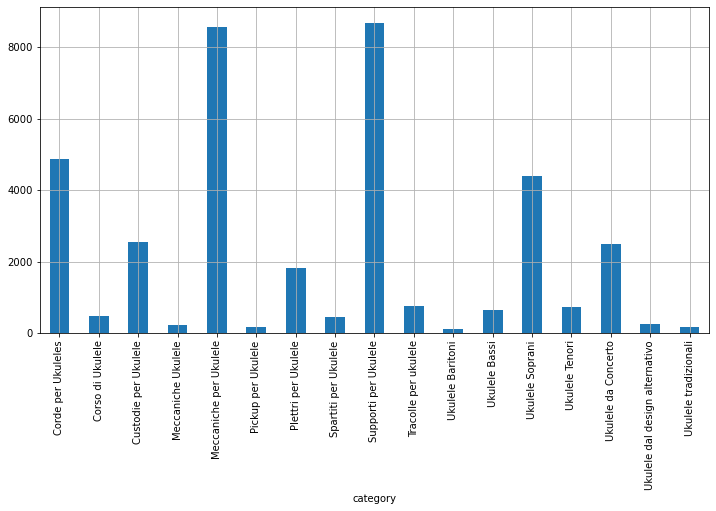 8000
6000
4000
2000
0
Corde per Ukuleles
Corso di Ukulele
Custodie per Ukulele
Meccaniche Ukulele
Meccaniche per Ukulele
Pickup per Ukulele
Plettri per Ukulele
Spartiti per Ukulele
Supporti per Ukulele
Tracolle per ukulele
Ukulele Baritoni
Ukulele Bassi
Ukulele Soprani
Ukulele Tenori
Ukulele da Concerto
Ukulele dal design alternativo
Ukulele tradizionali
category